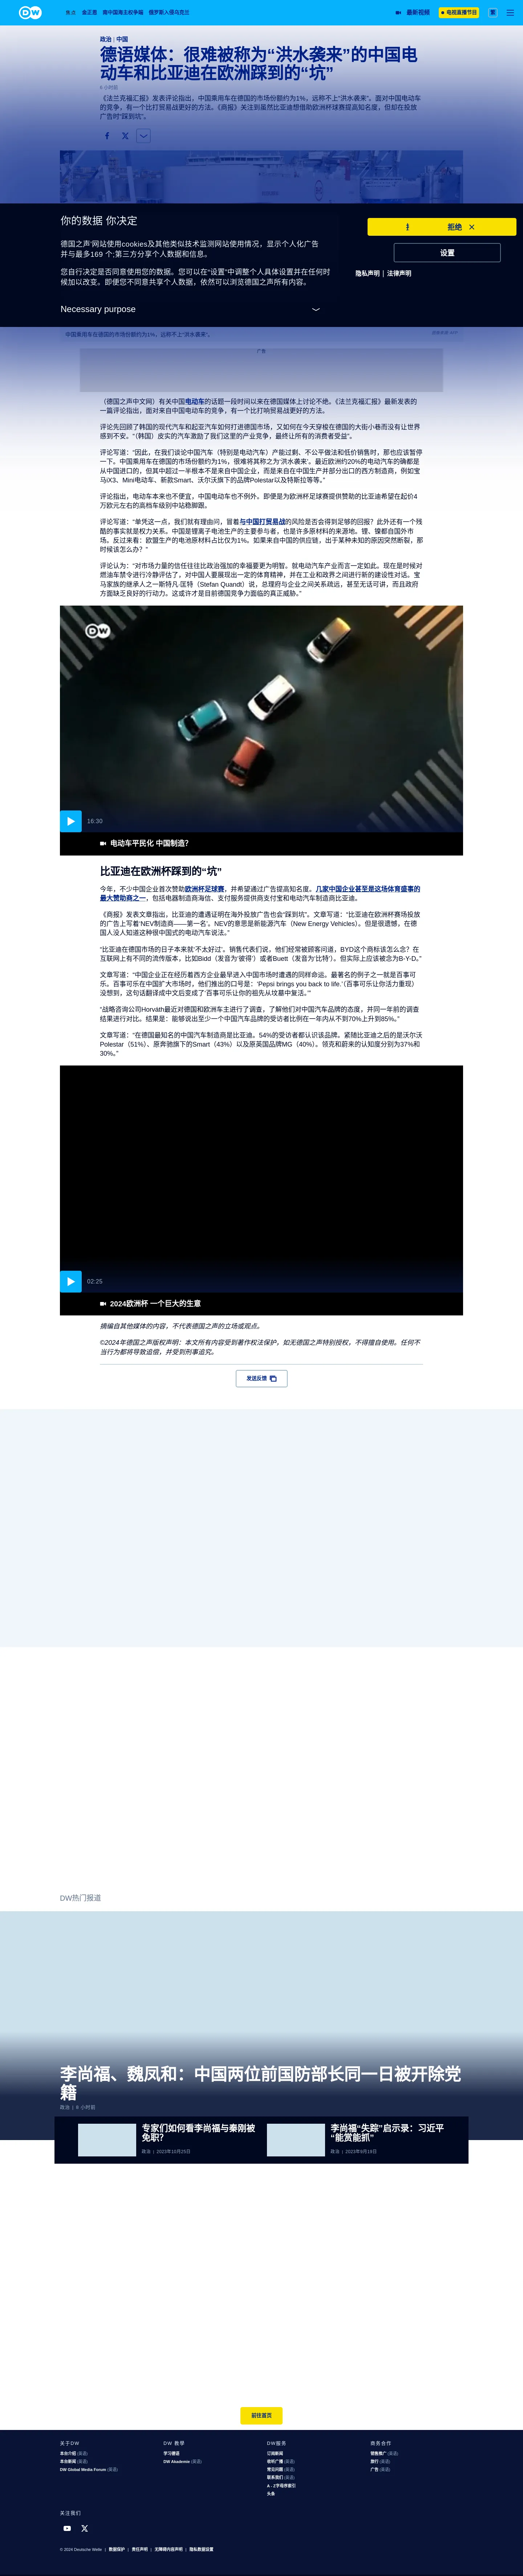 DW
焦点
金正恩
南中国海主权争端
俄罗斯入侵乌克兰
最新视频
电视直播节目
繁
政治 | 中国
德语媒体：很难被称为“洪水袭来”的中国电
动车和比亚迪在欧洲踩到的“坑”
6 小时前
《法兰克福汇报》发表评论指出，中国乘用车在德国的市场份额约为1%，远称不上“洪水袭来”。面对中国电动车
的竞争，有一个比打贸易战更好的方法。《商报》关注到虽然比亚迪想借助欧洲杯球赛提高知名度，但却在投放
广告时“踩到坑”。
你的数据 你决定
德国之声 网站使用cookies及其他类似技术监测网站使用情况，显示个人化广告
并与最多169 个;第三方分享个人数据和信息。
您自行决定是否同意使用您的数据。您可以在“设置”中调整个人具体设置并在任何时
候加以改变。即便您不同意共享个人数据，依然可以浏览德国之声所有内容。
Necessary purpose
拒绝
设置
隐私声明 | 法律声明
中国乘用车在德国的市场份额约为1%，远称不上“洪水袭来”。
广告
（德国之声中文网）有关中国电动车的话题一段时间以来在德国媒体上讨论不绝。《法兰克福汇报》最新发表的
一篇评论指出，面对来自中国电动车的竞争，有一个比打响贸易战更好的方法。
评论先回顾了韩国的现代汽车和起亚汽车如何打进德国市场，又如何在今天穿梭在德国的大街小巷而没有让世界
感到不安。“（韩国）皮实的汽车激励了我们这里的产业竞争，最终让所有的消费者受益”。
评论写道：“因此，在我们谈论中国汽车（特别是电动汽车）产能过剩、不公平做法和低价销售时，那也应该暂停
一下。中国乘用车在德国的市场份额约为1%，很难将其称之为‘洪水袭来’。最近欧洲约20%的电动汽车的确都是
从中国进口的，但其中超过一半根本不是来自中国企业，而是来自在中国生产并部分出口的西方制造商，例如宝
马iX3、Mini电动车、新款Smart、沃尔沃旗下的品牌Polestar以及特斯拉等等。”
评论指出，电动车本来也不便宜，中国电动车也不例外。即便是为欧洲杯足球赛提供赞助的比亚迪希望在起价4
万欧元左右的高档车级别中站稳脚跟。
评论写道：“单凭这一点，我们就有理由问，冒着与中国打贸易战的风险是否会得到足够的回报？此外还有一个残
酷的事实就是权力关系。中国是锂离子电池生产的主要参与者，也是许多原材料的来源地。锂、镍都自国外市
场。反过来看：欧盟生产的电池原材料占比仅为1%。如果来自中国的供应链，出于某种未知的原因突然断裂，那
时候该怎么办？”
评论认为：“对市场力量的信任往往比政治强加的幸福要更为明智。就电动汽车产业而言一定如此。现在是时候对
燃油车禁令进行冷静评估了，对中国人要展现出一定的体育精神，并在工业和政界之间进行新的建设性对话。宝
马家族的继承人之一斯特凡·匡特（Stefan Quandt）说，总理府与企业之间关系疏远，甚至无话可讲，而且政府
方面缺乏良好的行动力。这或许才是目前德国竞争力面临的真正威胁。”
DW
16:30
电动车平民化 中国制造？
比亚迪在欧洲杯踩到的“坑”
今年，不少中国企业首次赞助欧洲杯足球赛，并希望通过广告提高知名度。几家中国企业甚至是这场体育盛事的
最大赞助商之一，包括电器制造商海信、支付服务提供商支付宝和电动汽车制造商比亚迪。
《商报》发表文章指出，比亚迪的遭遇证明在海外投放广告也会“踩到坑”。文章写道：“比亚迪在欧洲杯赛场投放
的广告上写着‘NEV制造商——第一名’。NEV的意思是新能源汽车（New Energy Vehicles）。但是很遗憾，在德
国人没人知道这种很中国式的电动汽车说法。”
“比亚迪在德国市场的日子本来就‘不太好过’。销售代表们说，他们经常被顾客问道，BYD这个商标该怎么念？在
互联网上有不同的流传版本，比如Bidd（发音为‘彼得’）或者Buett（发音为‘比特’）。但实际上应该被念为B-Y-D。”
文章写道：“中国企业正在经历着西方企业最早进入中国市场时遭遇的同样命运。最著名的例子之一就是百事可
乐。百事可乐在中国扩大市场时，他们推出的口号是：‘Pepsi brings you back to life.’（百事可乐让你活力重现）
没想到，这句话翻译成中文后变成了‘百事可乐让你的祖先从坟墓中复活。’”
“战略咨询公司Horváth最近对德国和欧洲车主进行了调查，了解他们对中国汽车品牌的态度，并同一年前的调查
结果进行对比。结果是：能够说出至少一个中国汽车品牌的受访者比例在一年内从不到70%上升到85%。”
文章写道：“在德国最知名的中国汽车制造商是比亚迪。54%的受访者都认识该品牌。紧随比亚迪之后的是沃尔沃
Polestar（51%）、原奔驰旗下的Smart（43%）以及原英国品牌MG（40%）。领克和蔚来的认知度分别为37%和
30%。”
02:25
2024欧洲杯 一个巨大的生意
摘编自其他媒体的内容，不代表德国之声的立场或观点。
©2024年德国之声版权声明：本文所有内容受到著作权法保护，如无德国之声特别授权，不得擅自使用。任何不
当行为都将导致追偿，并受到刑事追究。
发送反馈
DW热门报道
李尚福、魏凤和：中国两位前国防部长同一日被开除党
籍
政治 | 6 小时前
专家们如何看李尚福与秦刚被
免职？
政治 | 2023年10月25日
李尚福“失踪”启示录：习近平
“能赏能抓”
政治 | 2023年9月19日
前往首页
关于DW
本台介绍 (英语)
本台新闻 (英语)
DW Global Media Forum (英语)
DW 教学
学习德语
DW Akademie (英语)
DW服务
订阅新闻
收听广播 (英语)
常见问题 (英语)
联系我们 (英语)
A - Z字母序索引
头条
商务合作
销售推广 (英语)
旅行 (英语)
广告 (英语)
关注我们
© 2024 Deutsche Welle | 数据保护 | 责任声明 | 无障碍内容声明 | 隐私数据设置